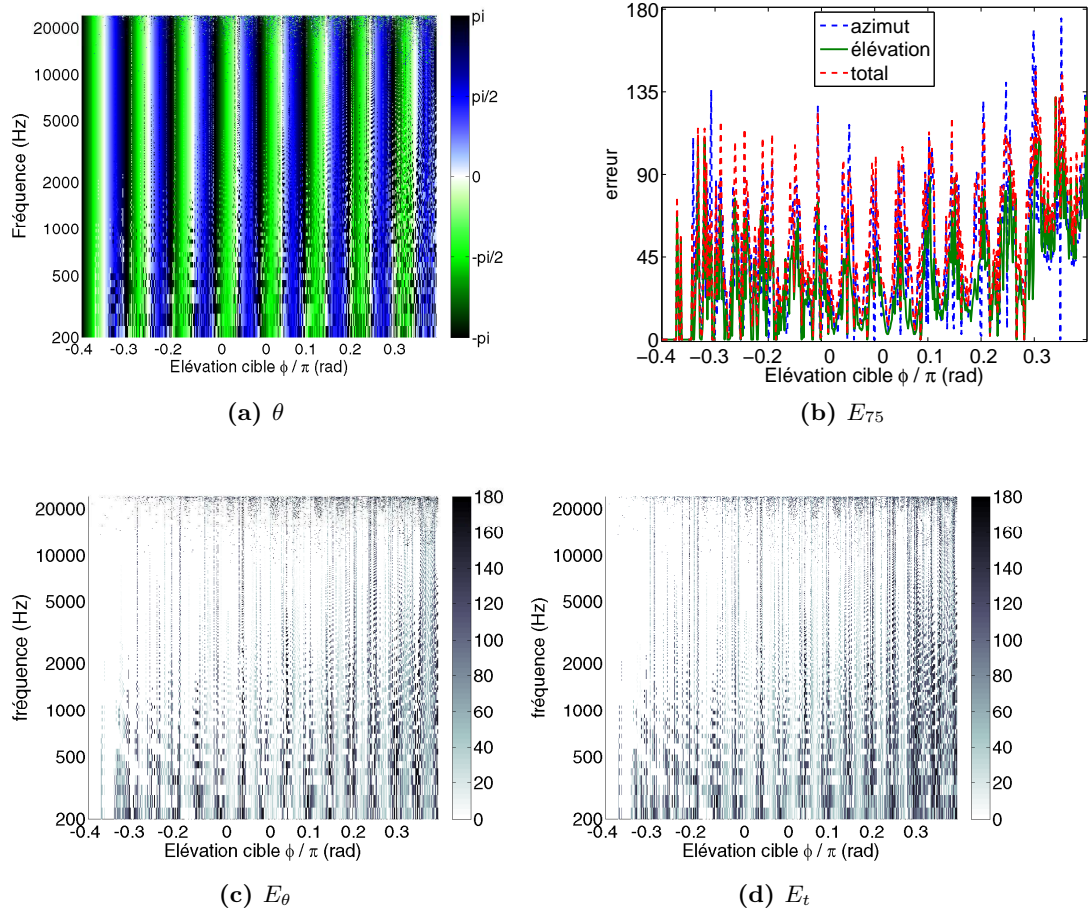 20000
10000
5000
2000
1000
500
200
Fréquence (Hz)
-0.4 -0.3 -0.2 0 0 0.1 0.20 0.3
Elévation cible ϕ / π (rad)
pi
pi/2
0
-pi/2
-pi
(a) θ
180
135
90
45
0
erreur
azimut
élévation
total
−0.4 −0.3 −0.2 0 0 0.1 0.2 0.3
Elévation cible ϕ / π (rad)
(b) E75
20000
10000
5000
2000
1000
500
200
fréquence (Hz)
-0.4 -0.3 -0.2 0 0 0.1 0.2 0.3
Elévation cible ϕ / π (rad)
180
160
140
120
100
80
60
40
20
0
(c) Eθ
20000
10000
5000
2000
1000
500
200
fréquence (Hz)
-0.4 -0.3 -0.2 0 0 0.1 0.2 0.3
Elévation cible ϕ / π (rad)
180
160
140
120
100
80
60
40
20
0
(d) Et